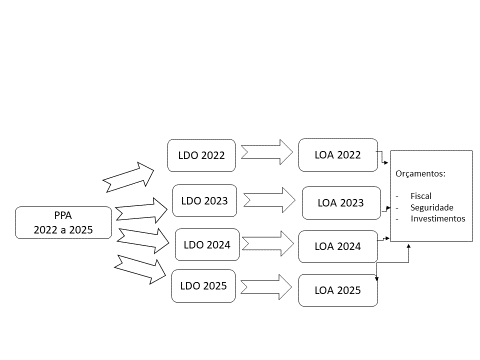 PPA
2022 a 2025
LDO 2022
LOA 2022
LDO 2023
LOA 2023
LDO 2024
LOA 2024
LDO 2025
LOA 2025
Orçamentos:
- Fiscal
- Seguridade
- Investimentos